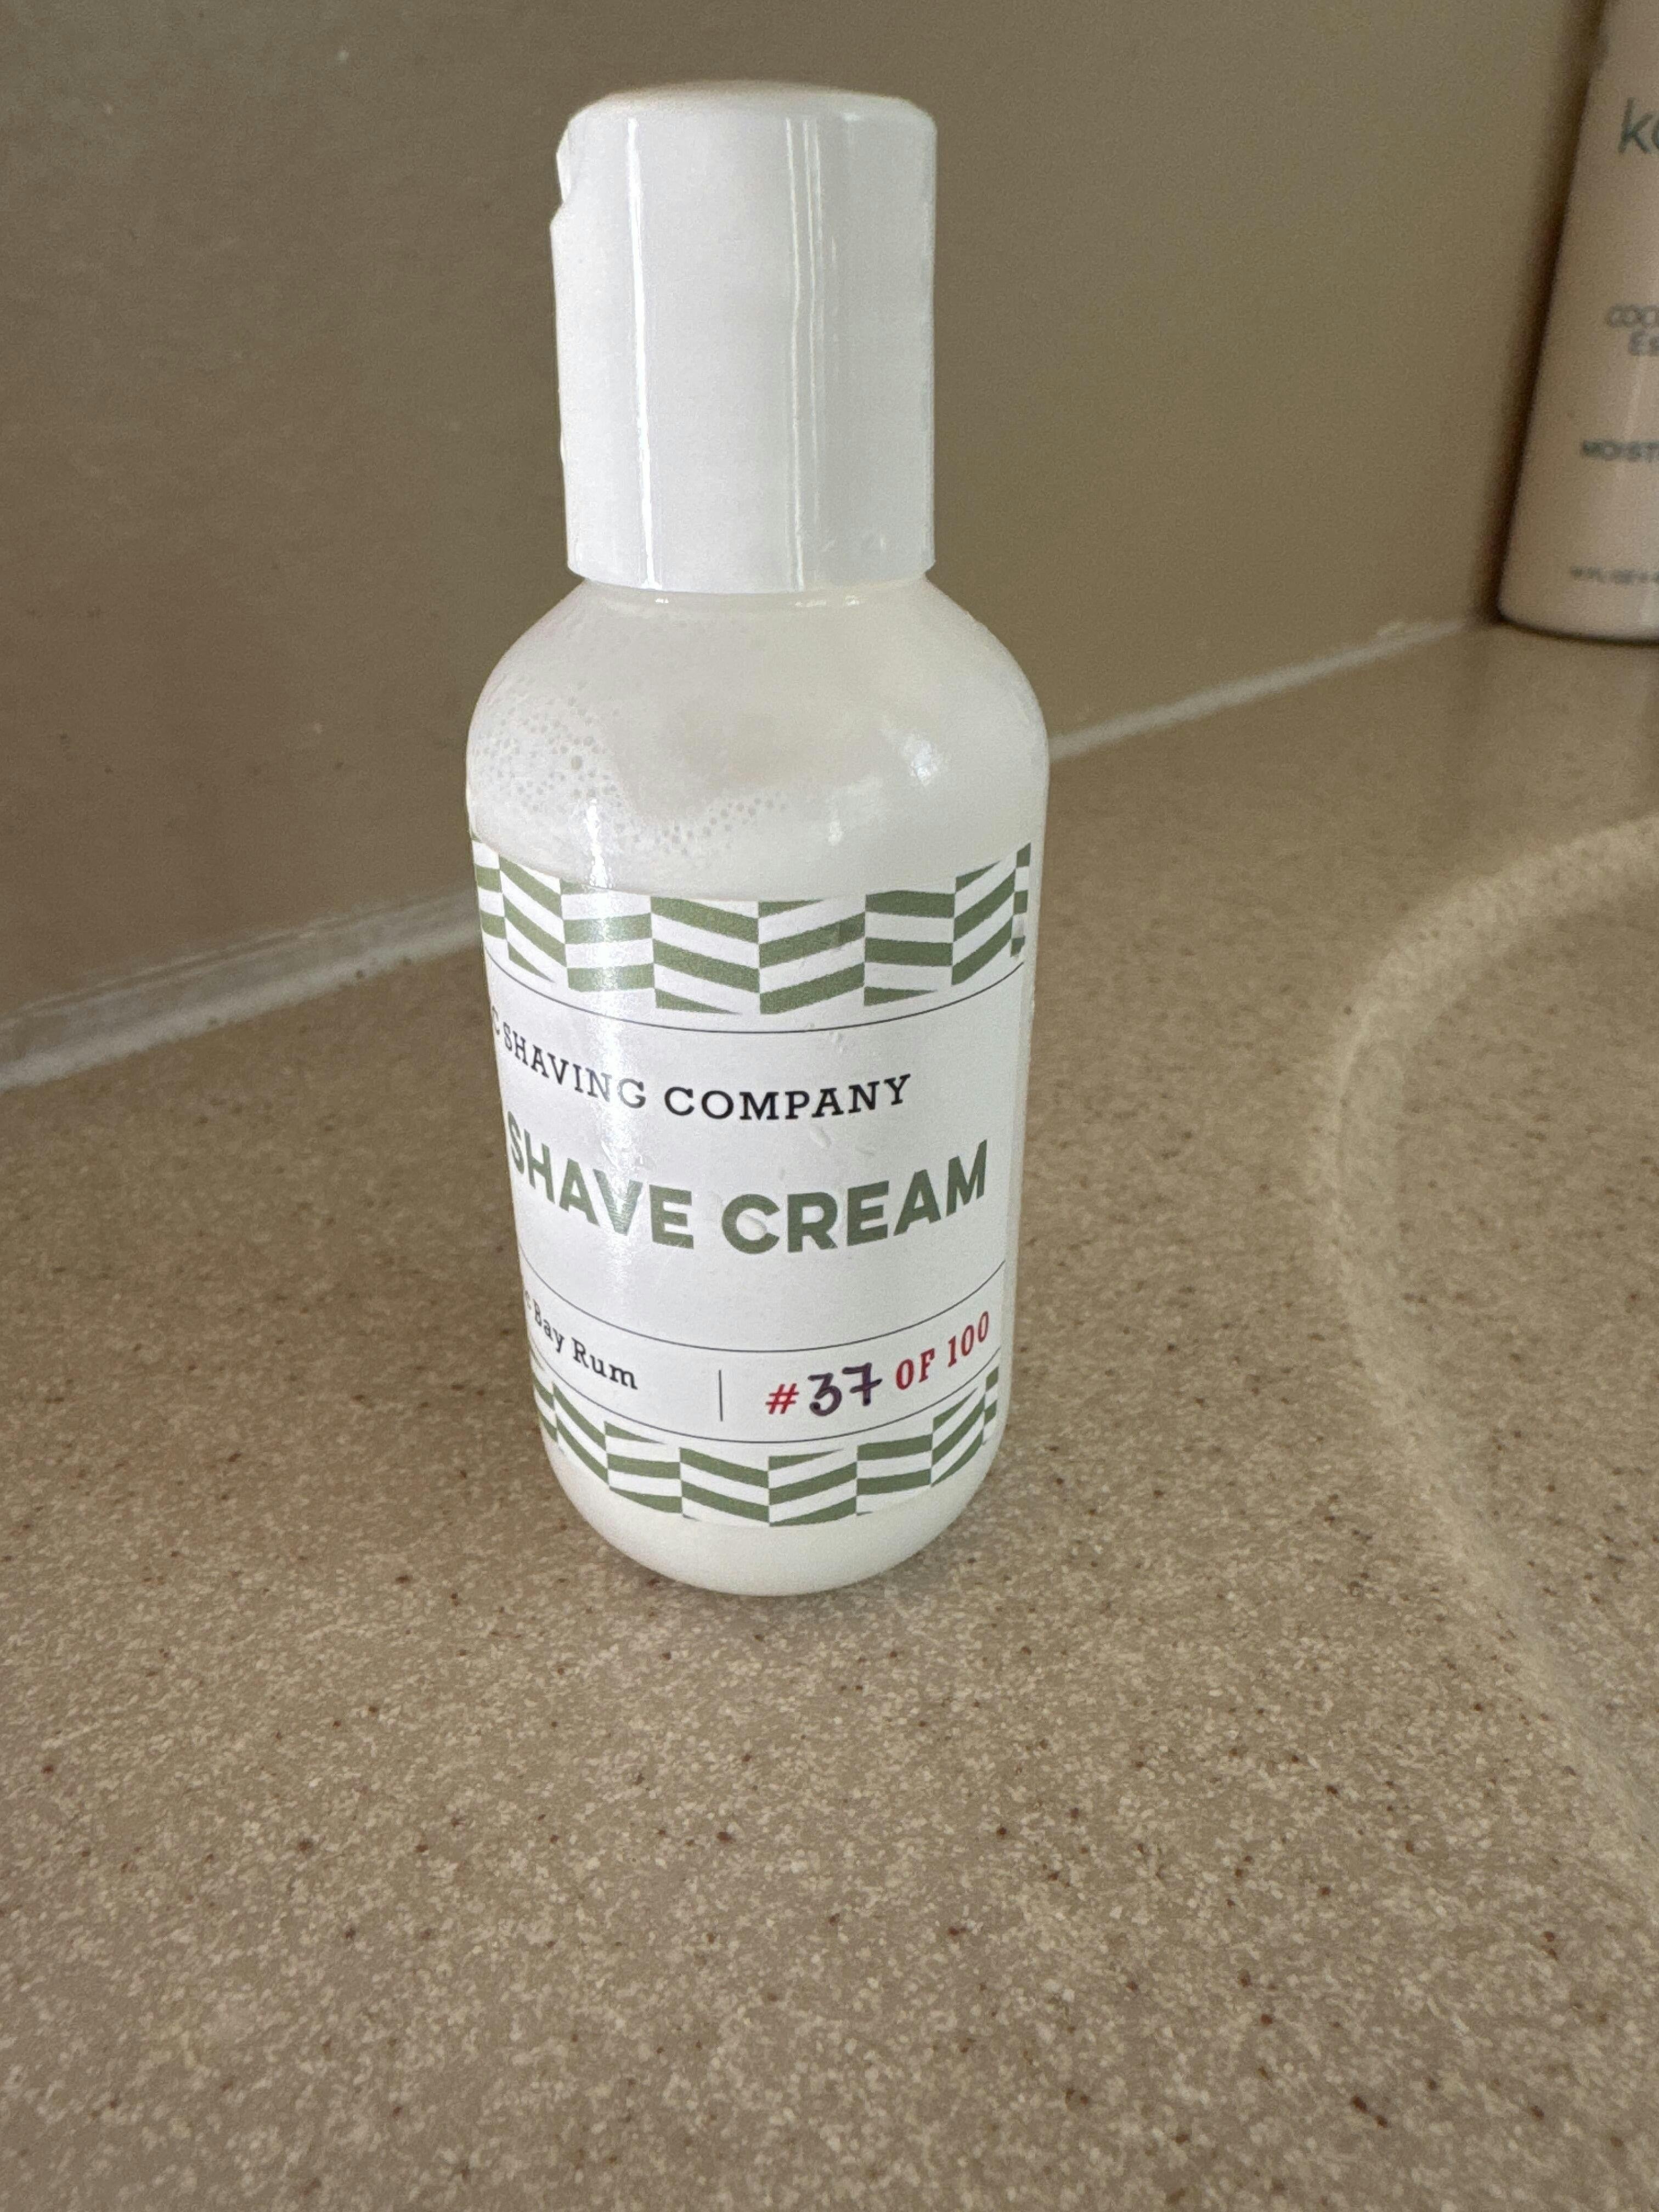 SHAVING COMPANY
SHAVE CREAM
Bay Rum
#37 OF 100